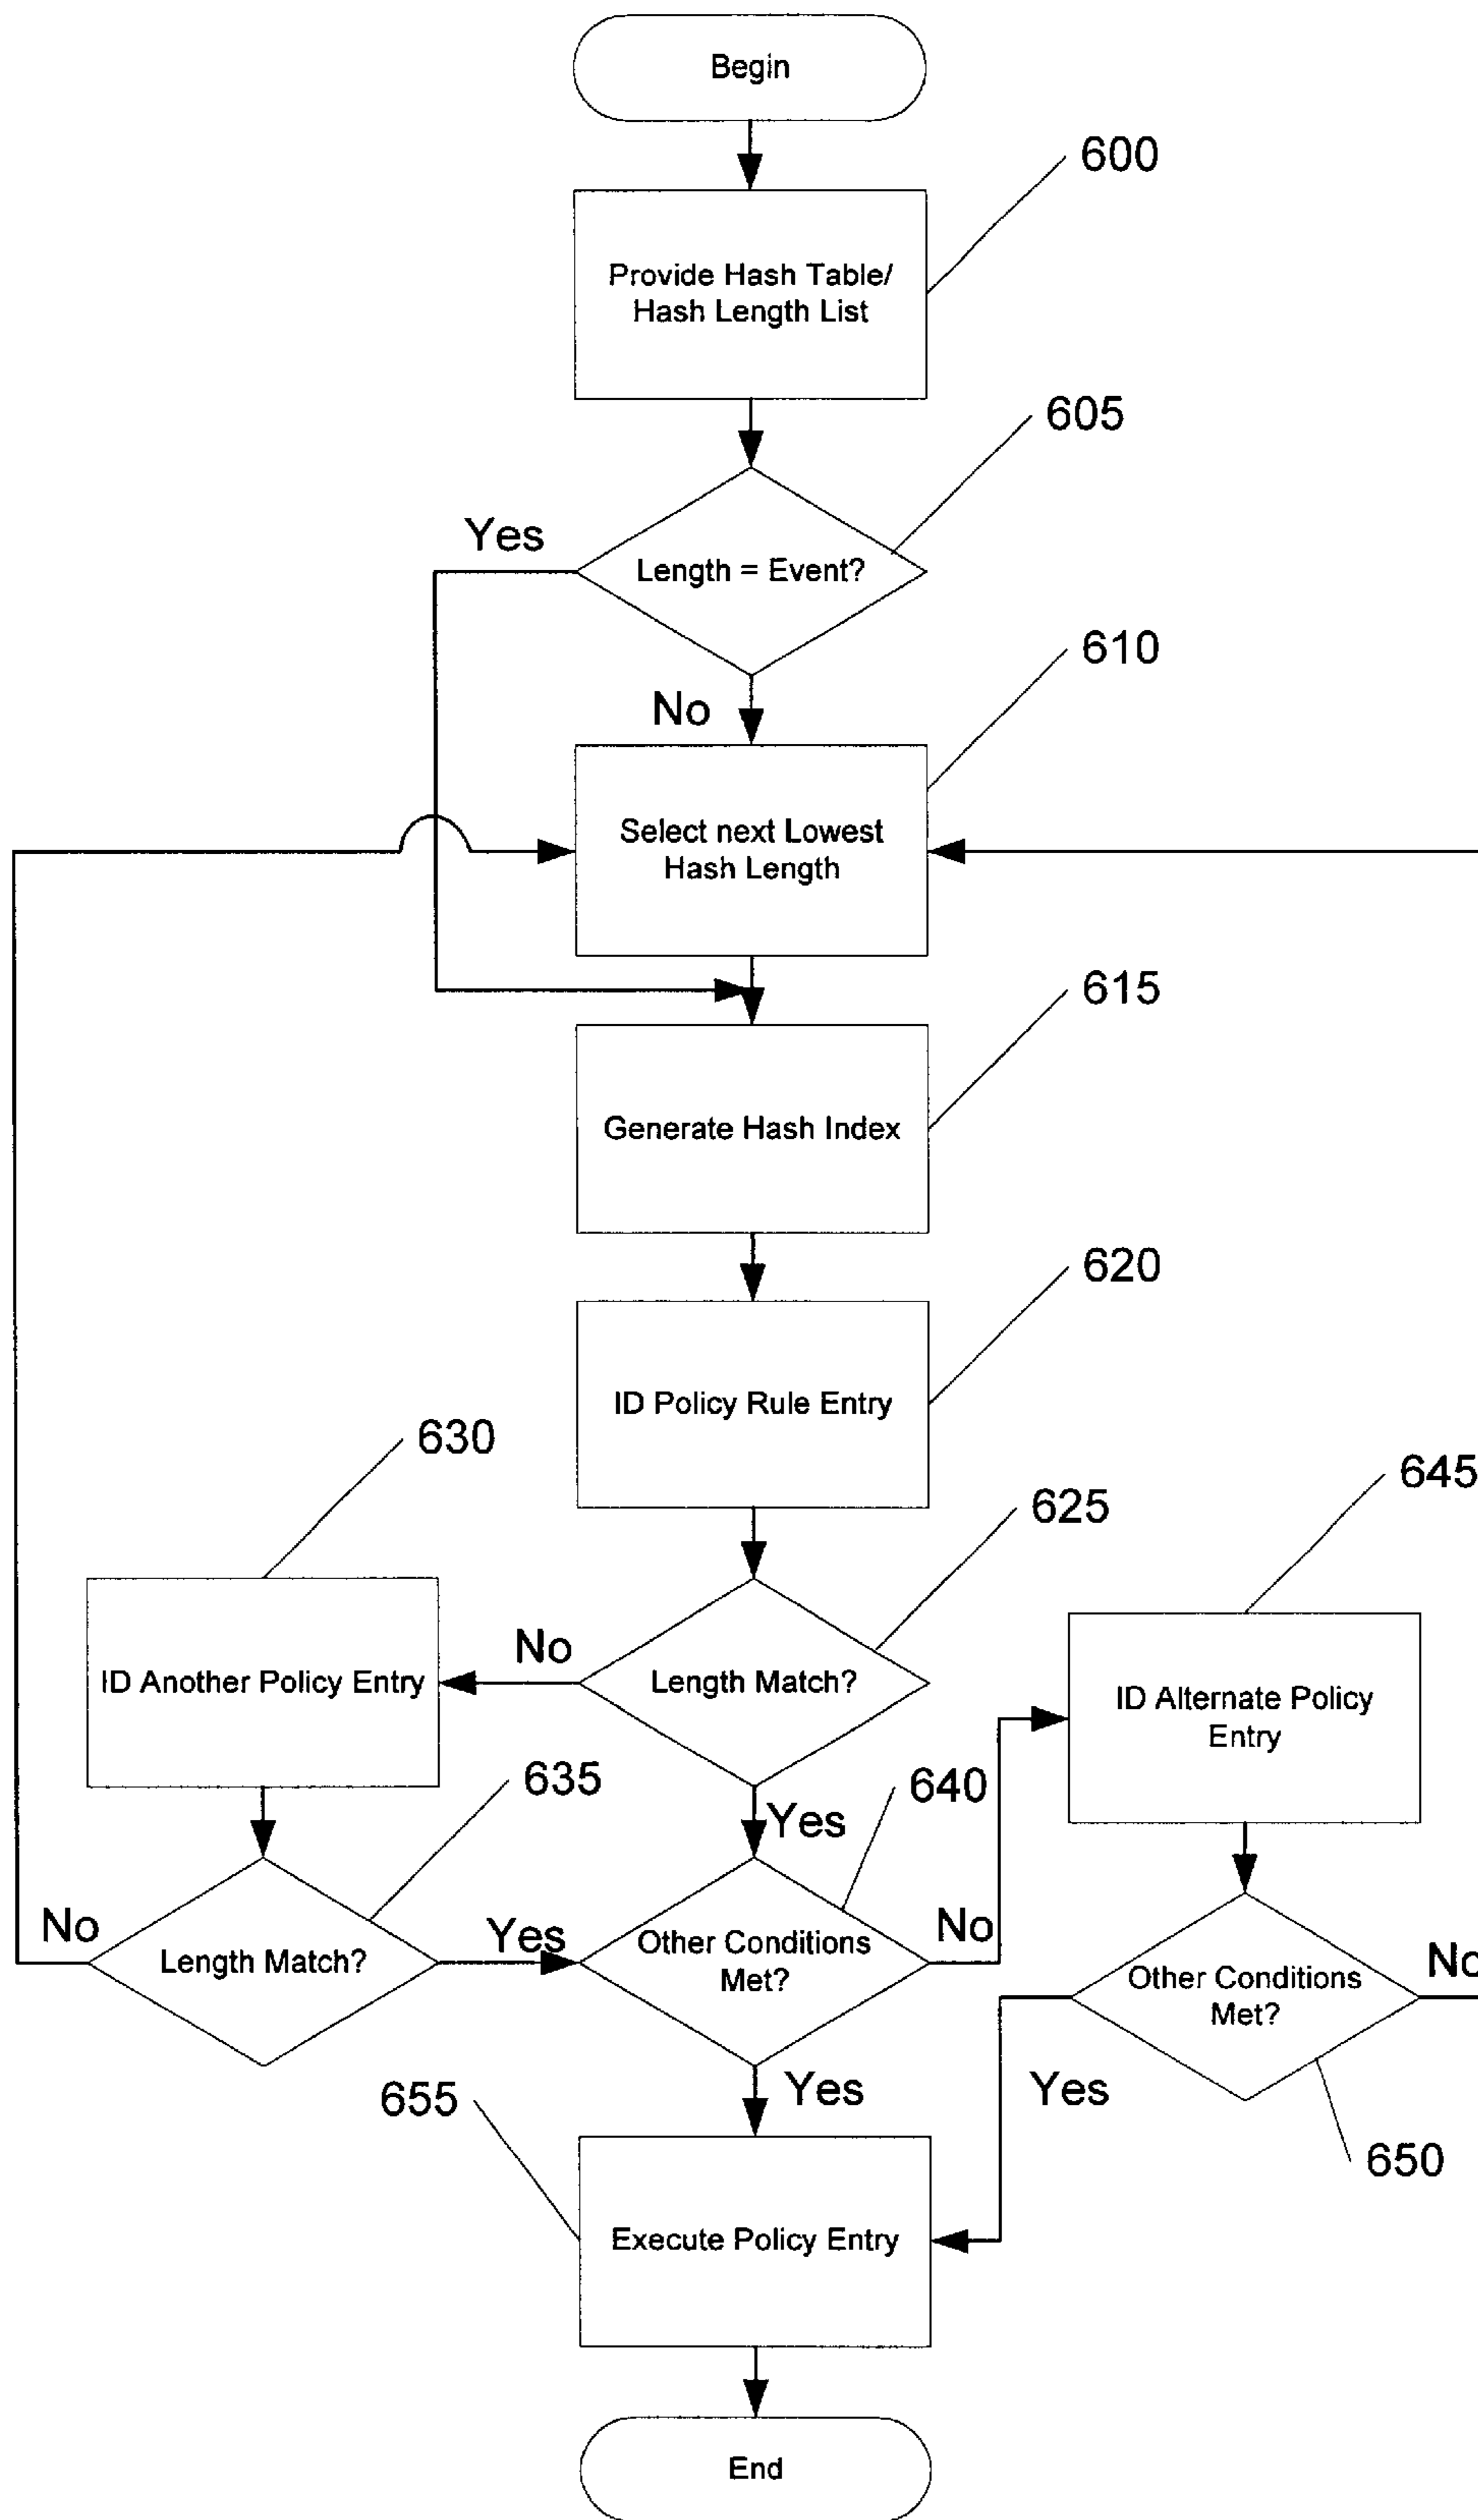 Begin
600
Provide Hash Table/
Hash Length List
605
Yes
Length = Event?
610
No
Select next Lowest
Hash Length
615
Generate Hash Index
620
ID Policy Rule Entry
630
645
625
No
ID Another Policy Entry
Length Match?
ID Alternate Policy
Entry
635
640
Yes
No
Length Match?
Yes
Other Conditions
Met?
No
Other Conditions
Met?
No
655
Yes
Yes
650
Execute Policy Entry
End